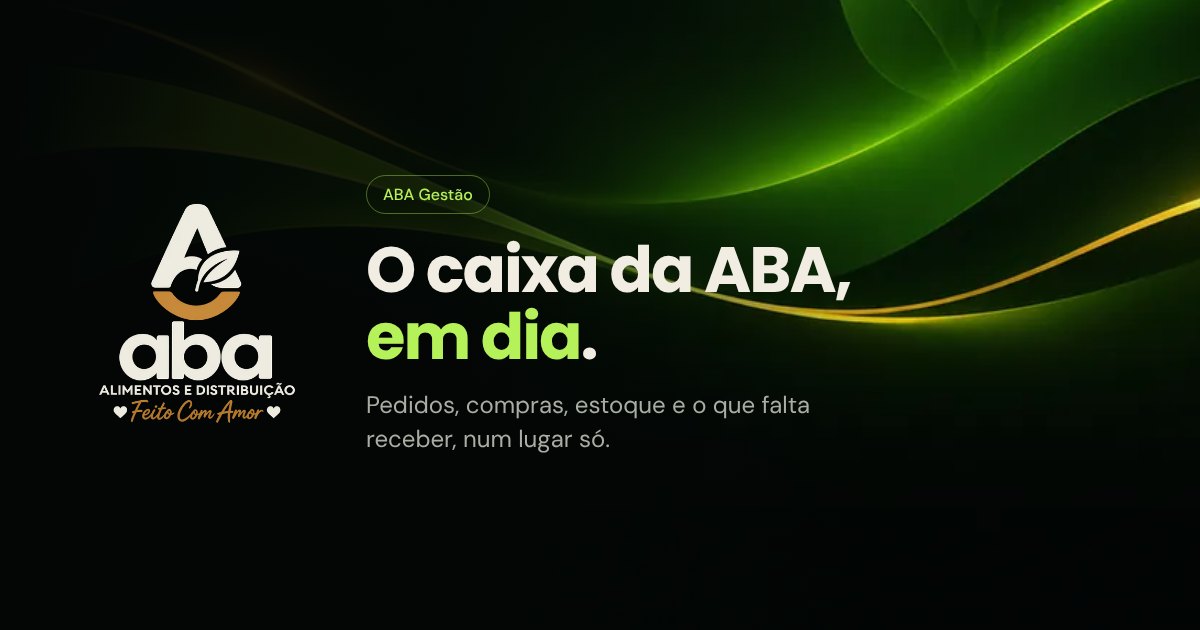 aba
ALIMENTOS E DISTRIBUIÇÃO
Feito Com Amor
ABA Gestão
O caixa da ABA,
em dia.
Pedidos, compras, estoque e o que falta
receber, num lugar só.